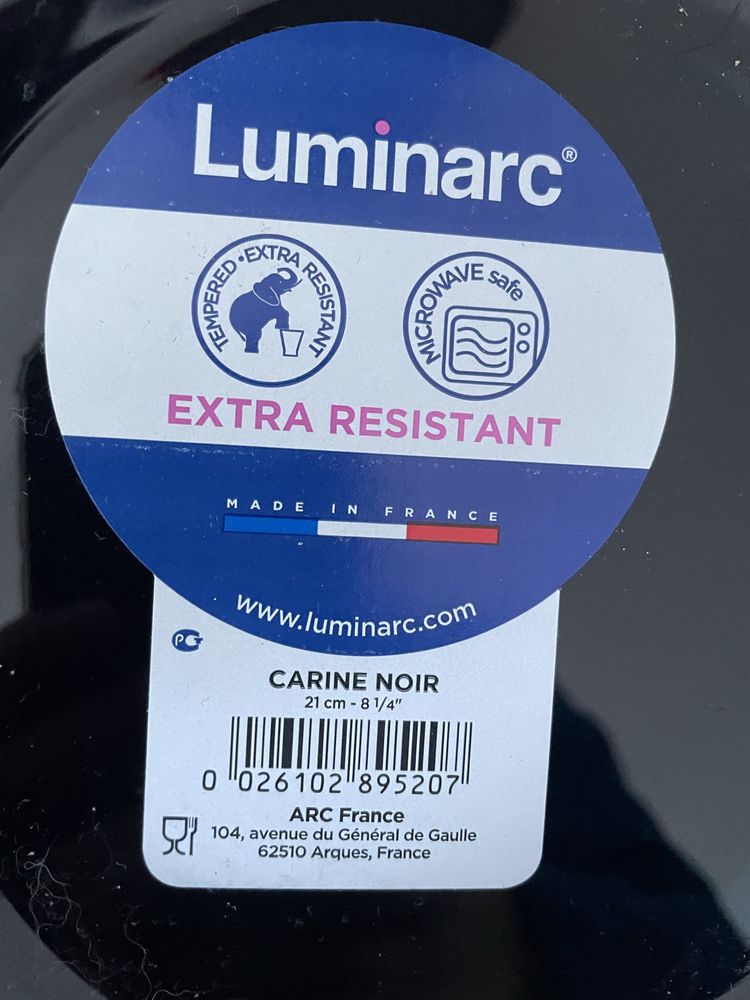 Luminarc®
TEMPERED • EXTRA RESISTANT
MICROWAVE safe
EXTRA RESISTANT
MADE IN FRANCE
www.luminarc.com
CARINE NOIR
21 cm - 8 1/4"
0 026102 895207
ARC France
104, avenue du Général de Gaulle
62510 Arques, France